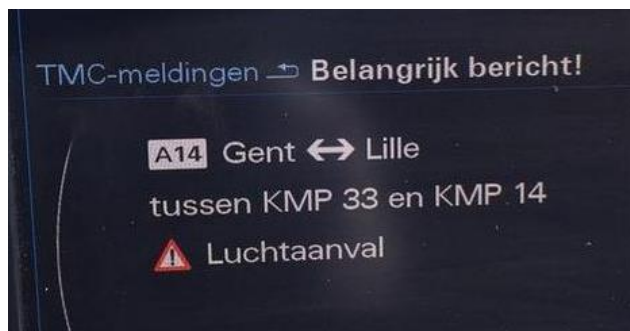 TMC-meldingen Belangrijk bericht!
A14 Gent ↔ Lille
tussen KMP 33 en KMP 14
Luchtaanval